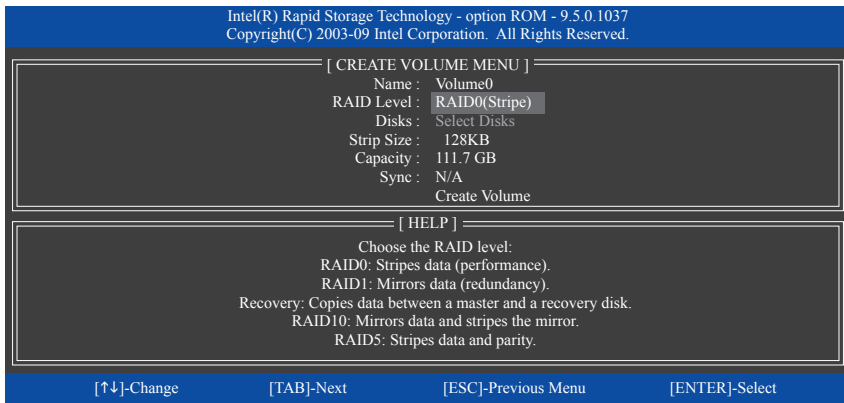 Intel(R) Rapid Storage Technology - option ROM - 9.5.0.1037
Copyright(C) 2003-09 Intel Corporation.  All Rights Reserved.
[ CREATE VOLUME MENU ]
Name : Volume0
RAID Level : RAID0(Stripe)
Disks : Select Disks
Strip Size : 128KB
Capacity : 111.7 GB
Sync : N/A
Create Volume
[ HELP ]
Choose the RAID level:
RAID0: Stripes data (performance).
RAID1: Mirrors data (redundancy).
Recovery: Copies data between a master and a recovery disk.
RAID10: Mirrors data and stripes the mirror.
RAID5: Stripes data and parity.
[↑↓]-Change [TAB]-Next [ESC]-Previous Menu [ENTER]-Select